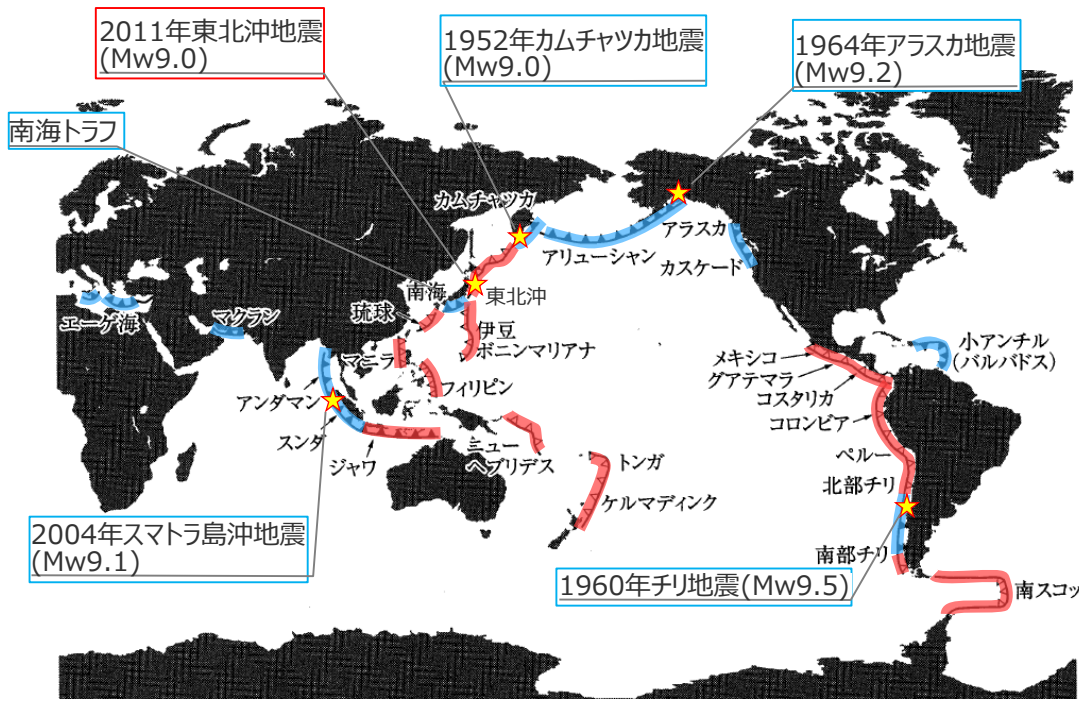 2011年東北沖地震
(Mw9.0)
1952年カムチャツカ地震
(Mw9.0)
1964年アラスカ地震
(Mw9.2)
南海トラフ
カムチャツカ
アラスカ
アリューシャン
カスケード
南海
東北沖
琉球
エーゲ海
マクラン
伊豆
ボニンマリアナ
マニラ
小アンチル
(バルバドス)
メキシコ
グアテマラ
コスタリカ
フィリピン
アンダマン
コロンビア
スンダ
ジャワ
ニュー
ヘブリデス
トンガ
ペルー
ケルマディンク
北部チリ
2004年スマトラ島沖地震
(Mw9.1)
南部チリ
1960年チリ地震(Mw9.5)
南スコッ